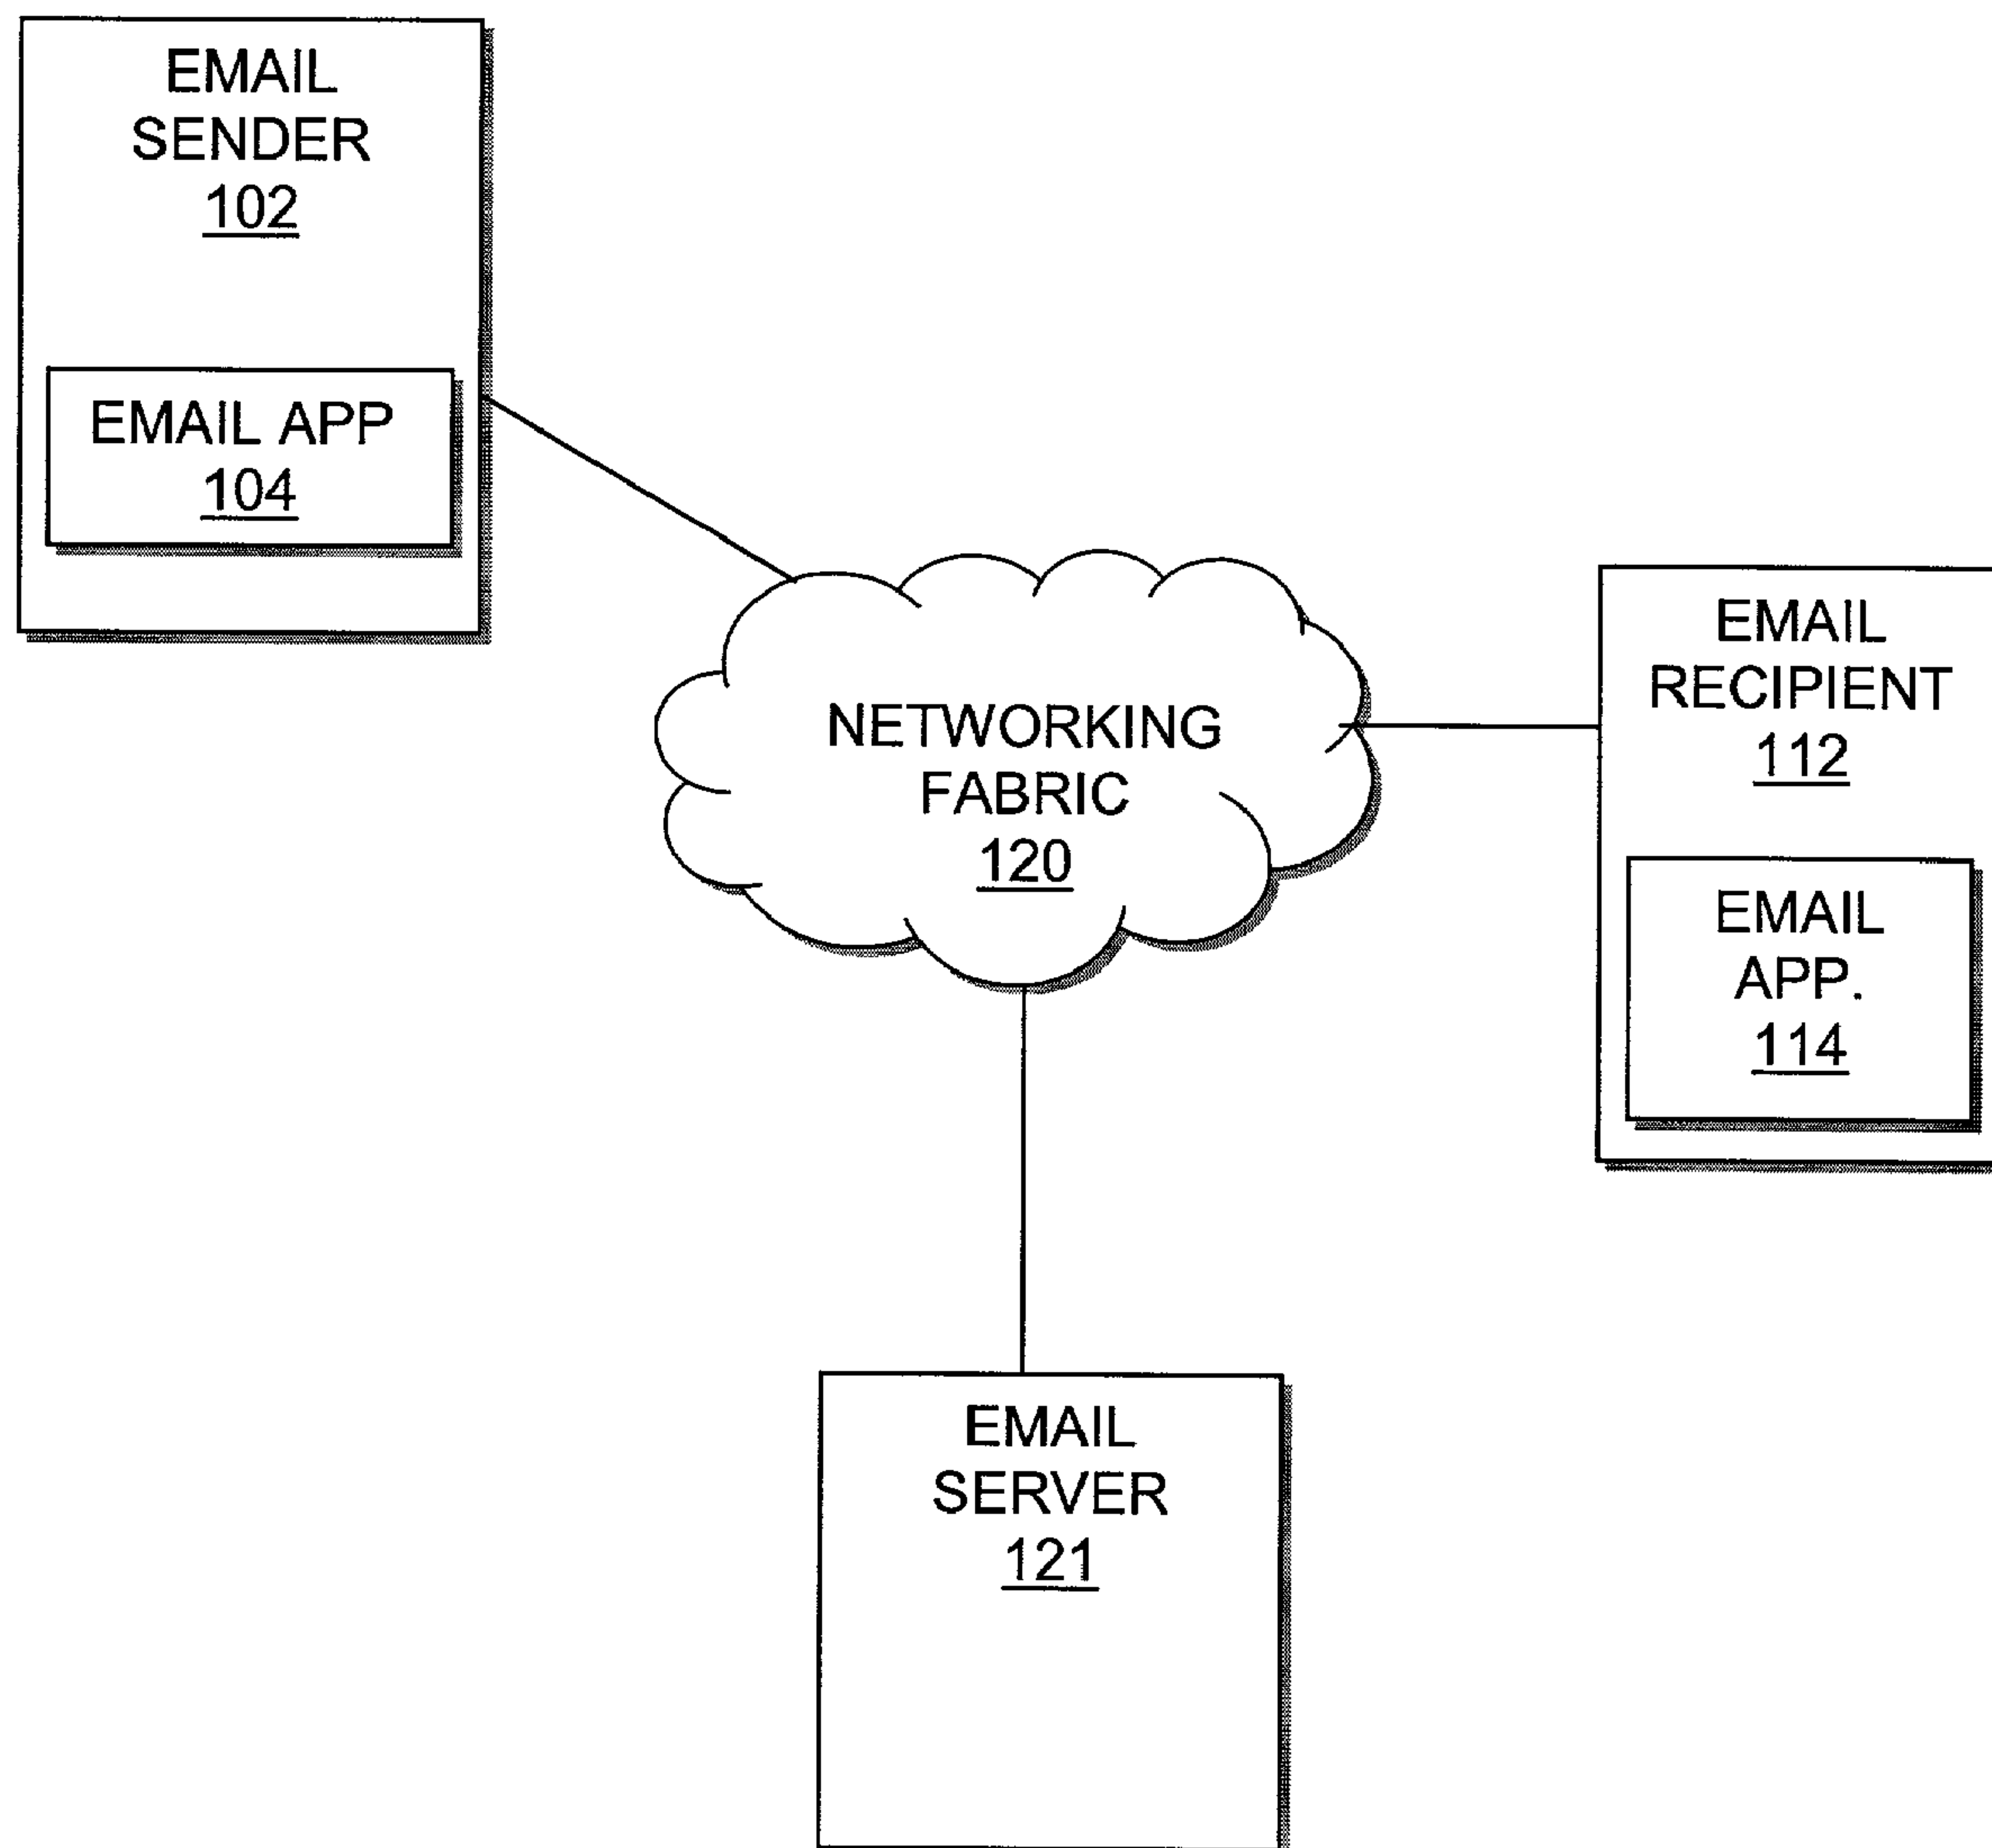 EMAIL
SENDER
102
EMAIL APP
104
NETWORKING
FABRIC
120
EMAIL
RECIPIENT
112
EMAIL
APP.
114
EMAIL
SERVER
121